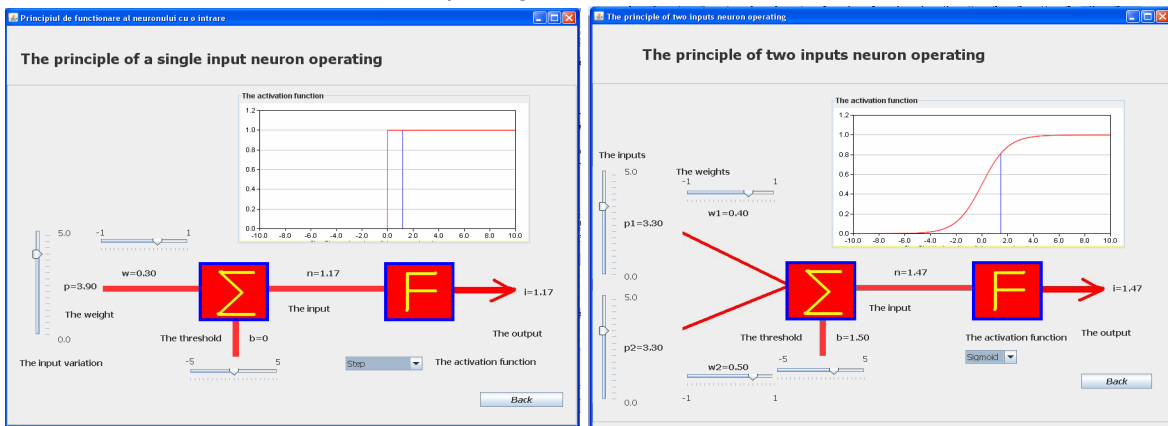 Principiul de functionare al neuronului cu o intrare
The principle of a single input neuron operating
The activation function
1.2
1.0
0.8
0.6
0.4
0.2
0.0
-10.0 -8.0 -6.0 -4.0 -2.0 0.0 2.0 4.0 6.0 8.0 10.0
5.0
-1 1
w=0.30
n=1.17
p=3.90
i=1.17
The weight
The input
0.0
The threshold b=0
The output
The input variation
-5 5
Step
The activation function
Back
The principle of two inputs neuron operating
The principle of two inputs neuron operating
The activation function
1.2
1.0
0.8
0.6
0.4
0.2
0.0
-10.0 -8.0 -6.0 -4.0 -2.0 0.0 2.0 4.0 6.0 8.0 10.0
The inputs
5.0
The weights
-1 1
w1=0.40
p1=3.30
0.0
n=1.47
i=1.47
5.0
The input
The threshold b=1.50
The activation function
The output
p2=3.30
-5 5
Sigmoid
w2=0.50
Back
0.0
-1 1